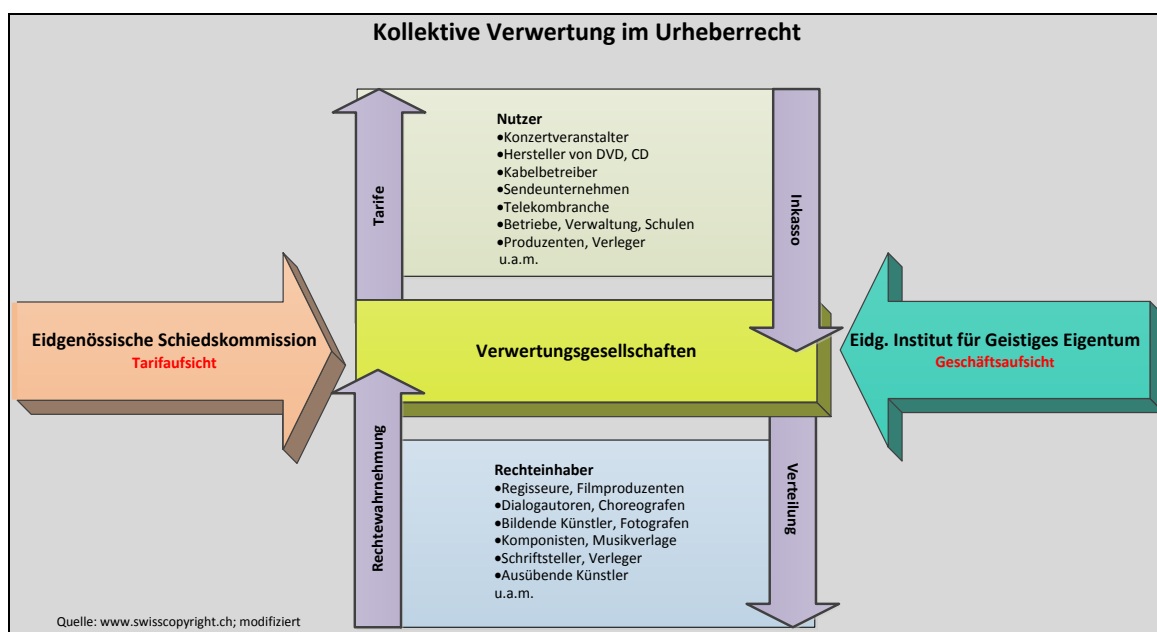 Kollektive Verwertung im Urheberrecht
Nutzer
•Konzertveranstalter
•Hersteller von DVD, CD
•Kabelbetreiber
•Sendeunternehmen
•Telekombranche
•Betriebe, Verwaltung, Schulen
•Produzenten, Verleger
u.a.m.
Tarife
Inkasso
Eidgenössische Schiedskommission
Tarifaufsicht
Verwertungsgesellschaften
Eidg. Institut für Geistiges Eigentum
Geschäftsaufsicht
Rechtewahrnehmung
Rechteinhaber
•Regisseure, Filmproduzenten
•Dialogautoren, Choreografen
•Bildende Künstler, Fotografen
•Komponisten, Musikverlage
•Schriftsteller, Verleger
•Ausübende Künstler
u.a.m.
Verteilung
Quelle: www.swisscopyright.ch; modifiziert